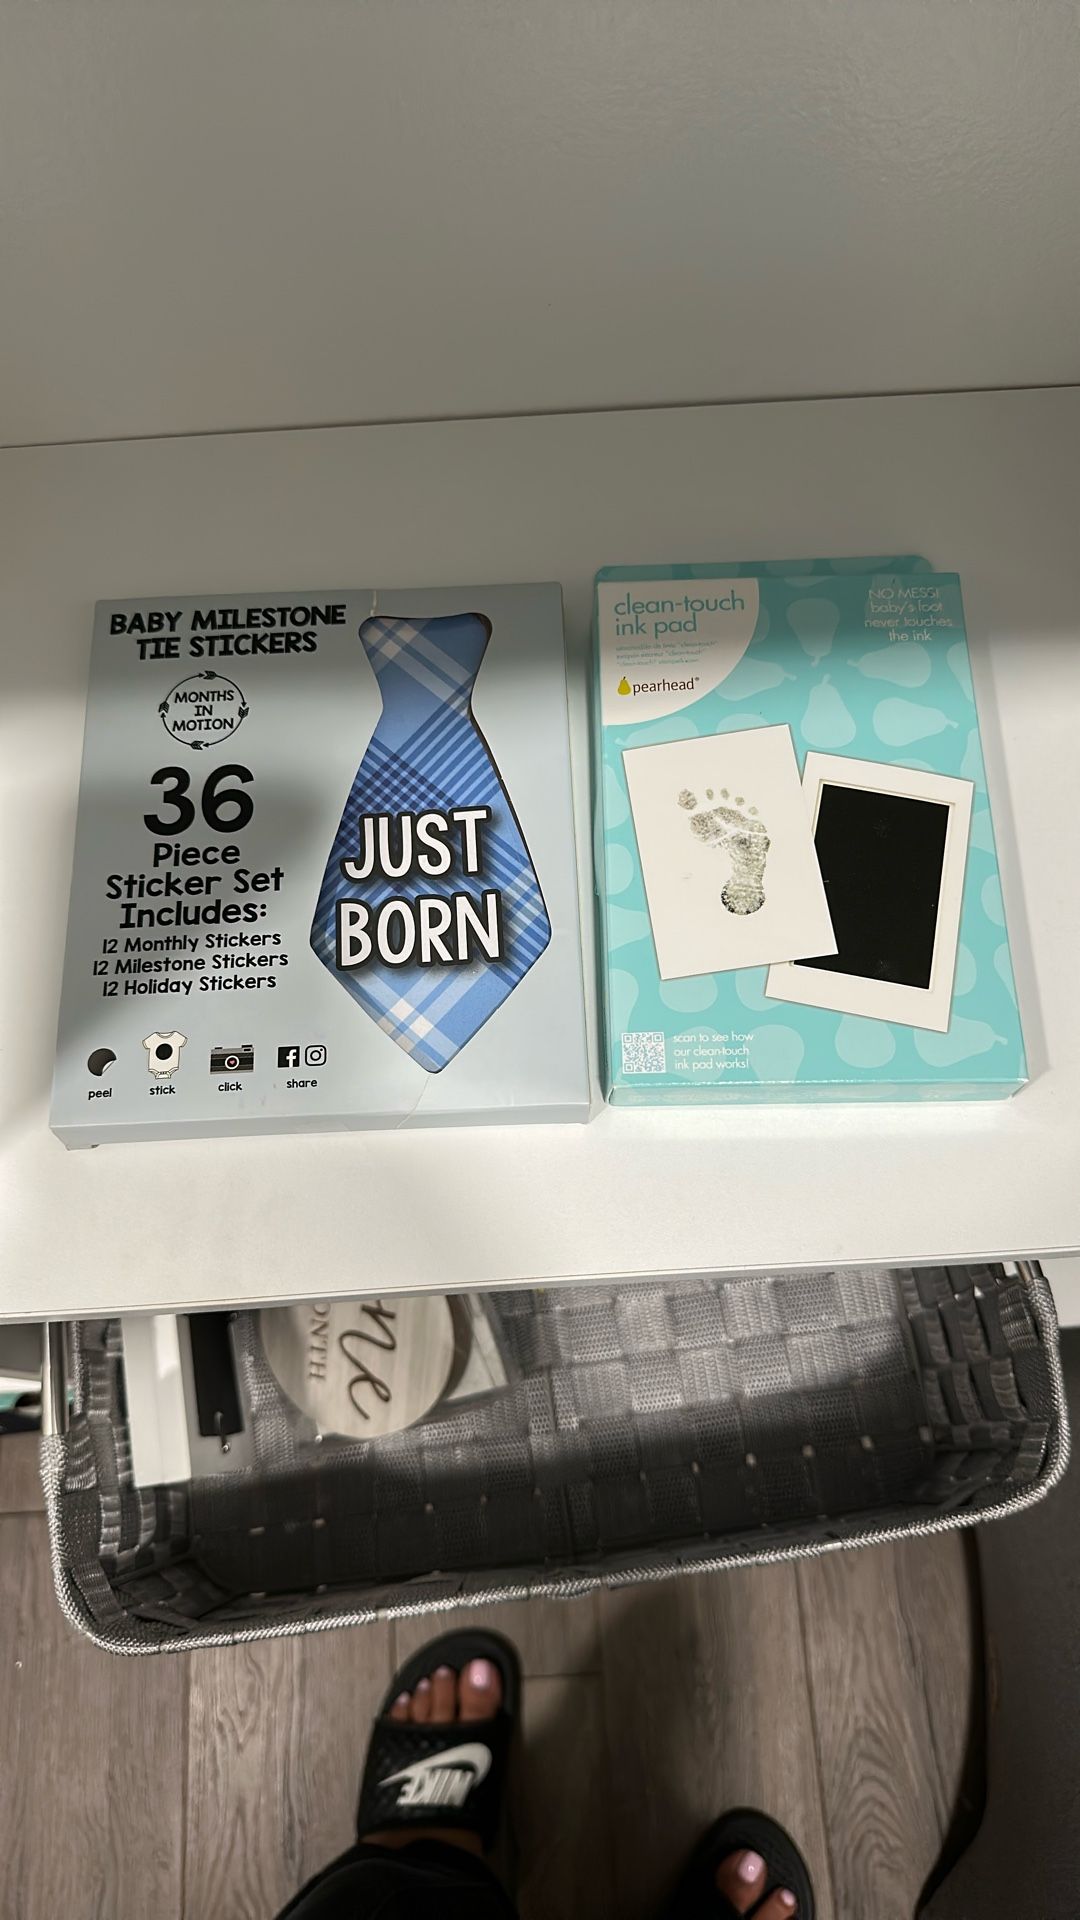 BABY MILESTONE
TIE STICKERS
MONTHS
IN
MOTION
36
Piece
Sticker Set
Includes:
12 Monthly Stickers
12 Milestone Stickers
12 Holiday Stickers
peel
stick
click
share
JUST
BORN
clean-touch
ink pad
pearhead®
NO MESS!
baby's foot
never touches
the ink
scan to see how
our clean-touch
ink pad works!
ONTH
NIKE